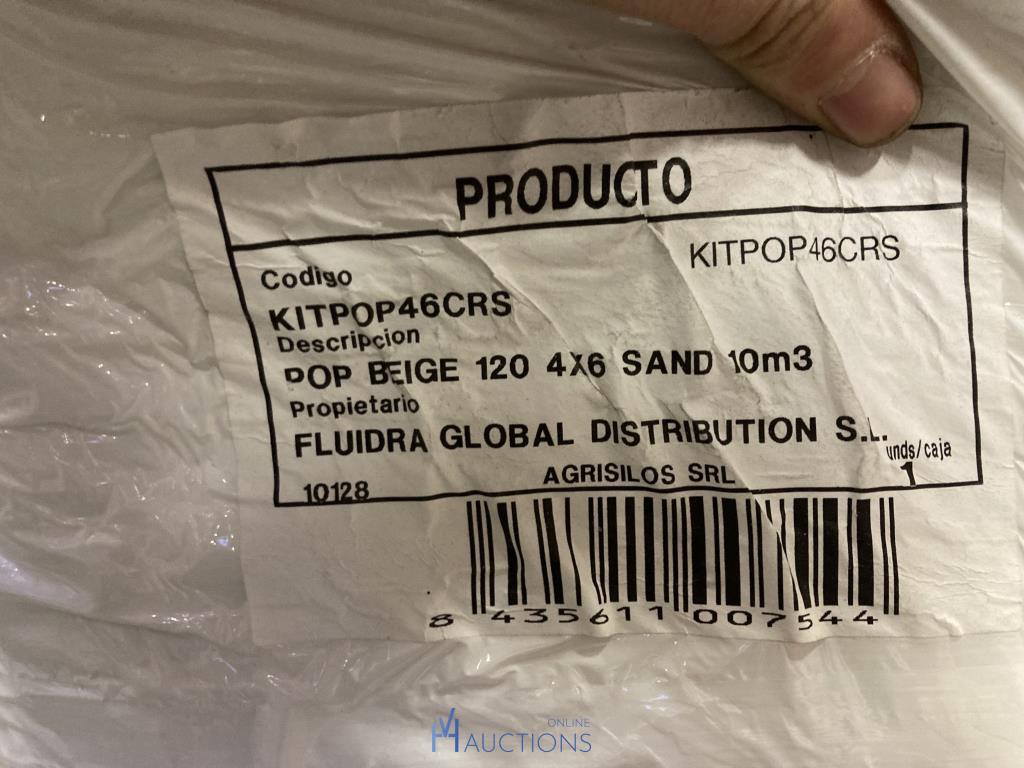 PRODUCTO
KITPOP46CRS
Codigo
KITPOP46CRS
Descripcion
POP BEIGE 120 4X6 SAND 10m3
Propietario
FLUIDRA GLOBAL DISTRIBUTION S.L.
unds/caja
10128 AGRISILOS SRL 1
8 435611 007544
ONLINE
AUCTIONS